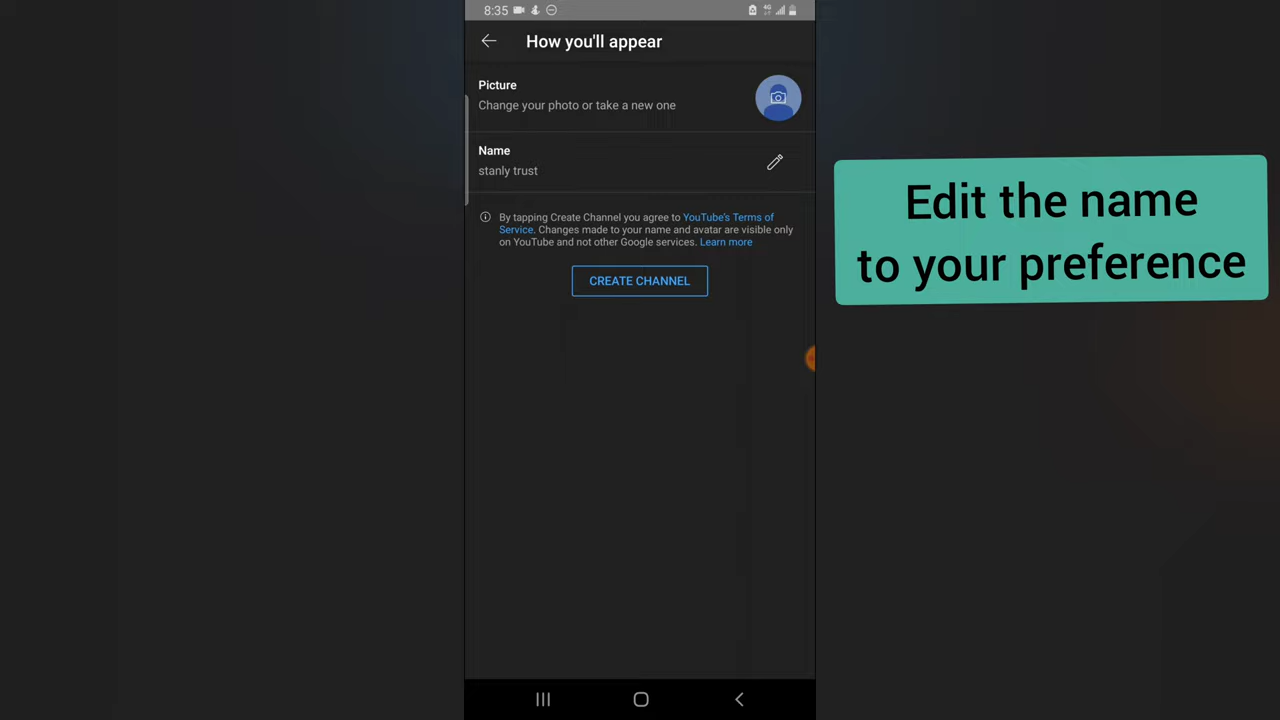 8:35
4G
How you'll appear
Picture
Change your photo or take a new one
Name
stanly trust
By tapping Create Channel you agree to YouTube's Terms of
Service. Changes made to your name and avatar are visible only
on YouTube and not other Google services. Learn more
CREATE CHANNEL
Edit the name
to your preference